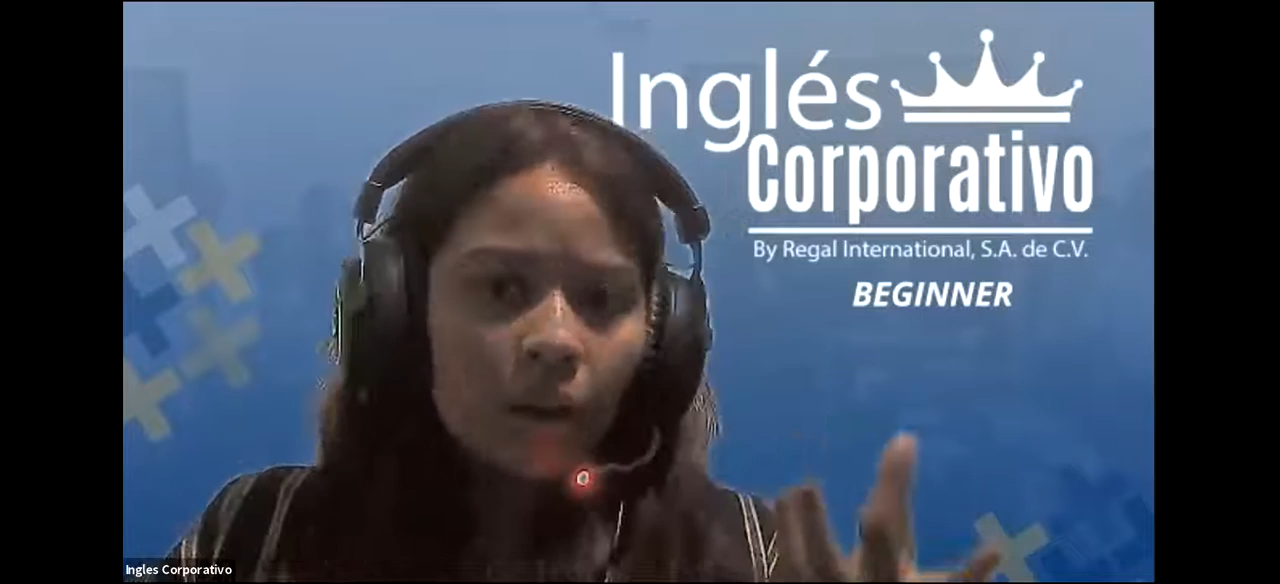 Inglés
Corporativo
By Regal International, S.A. de C.V.
BEGINNER
Ingles Corporativo